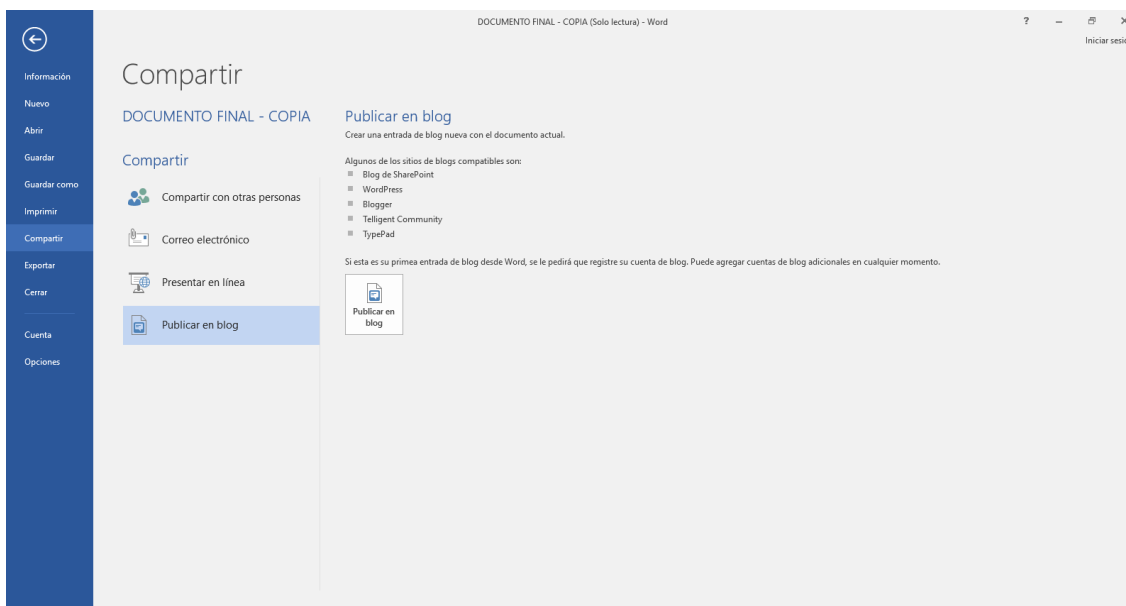 DOCUMENTO FINAL - COPIA (Solo lectura) - Word
?
Iniciar
Información
Nuevo
Abrir
Guardar
Guardar como
Imprimir
Compartir
Exportar
Cerrar
Cuenta
Opciones
Compartir
DOCUMENTO FINAL - COPIA
Compartir
Compartir con otras personas
Correo electrónico
Presentar en línea
Publicar en blog
Publicar en blog
Crear una entrada de blog nueva con el documento actual.
Algunos de los sitios de blogs compatibles son:
Blog de SharePoint
WordPress
Blogger
Telligent Community
TypePad
Si esta es su primea entrada de blog desde Word, se le pedirá que registre su cuenta de blog. Puede agregar cuentas de blog adicionales en cualquier momento.
Publicar en
blog